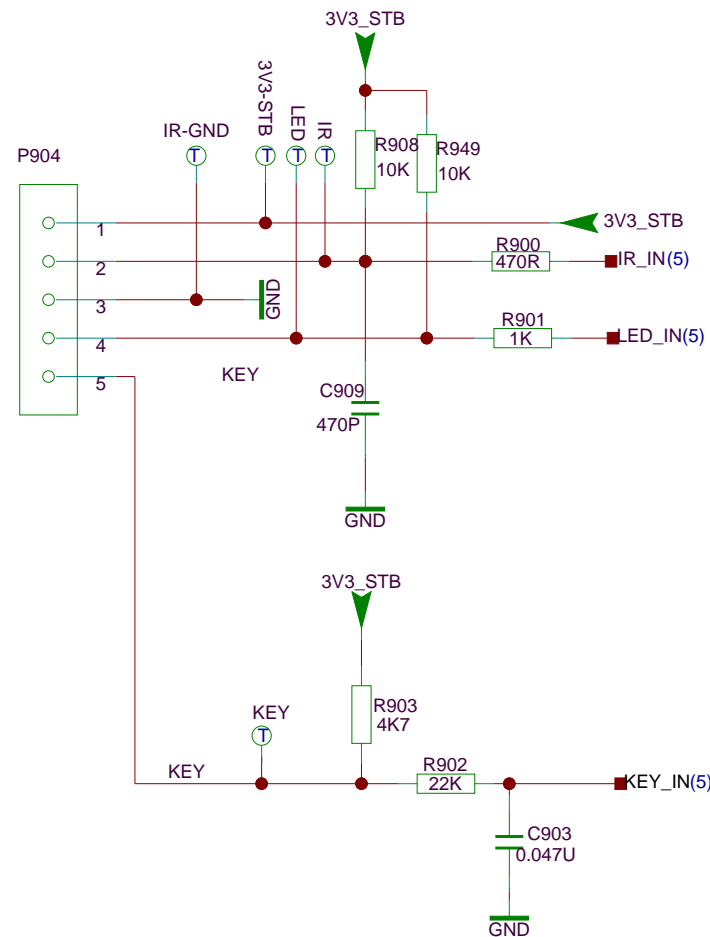 3V3_STB
IR-GND
3V3-STB
LED
IR
T
T
T
T
P904
R908
10K
R949
10K
1
3V3_STB
2
R900
470R
IR_IN(5)
3
GND
4
R901
1K
LED_IN(5)
5
KEY
C909
470P
GND
3V3_STB
R903
4K7
KEY
T
KEY
R902
22K
KEY_IN(5)
C903
0.047U
GND